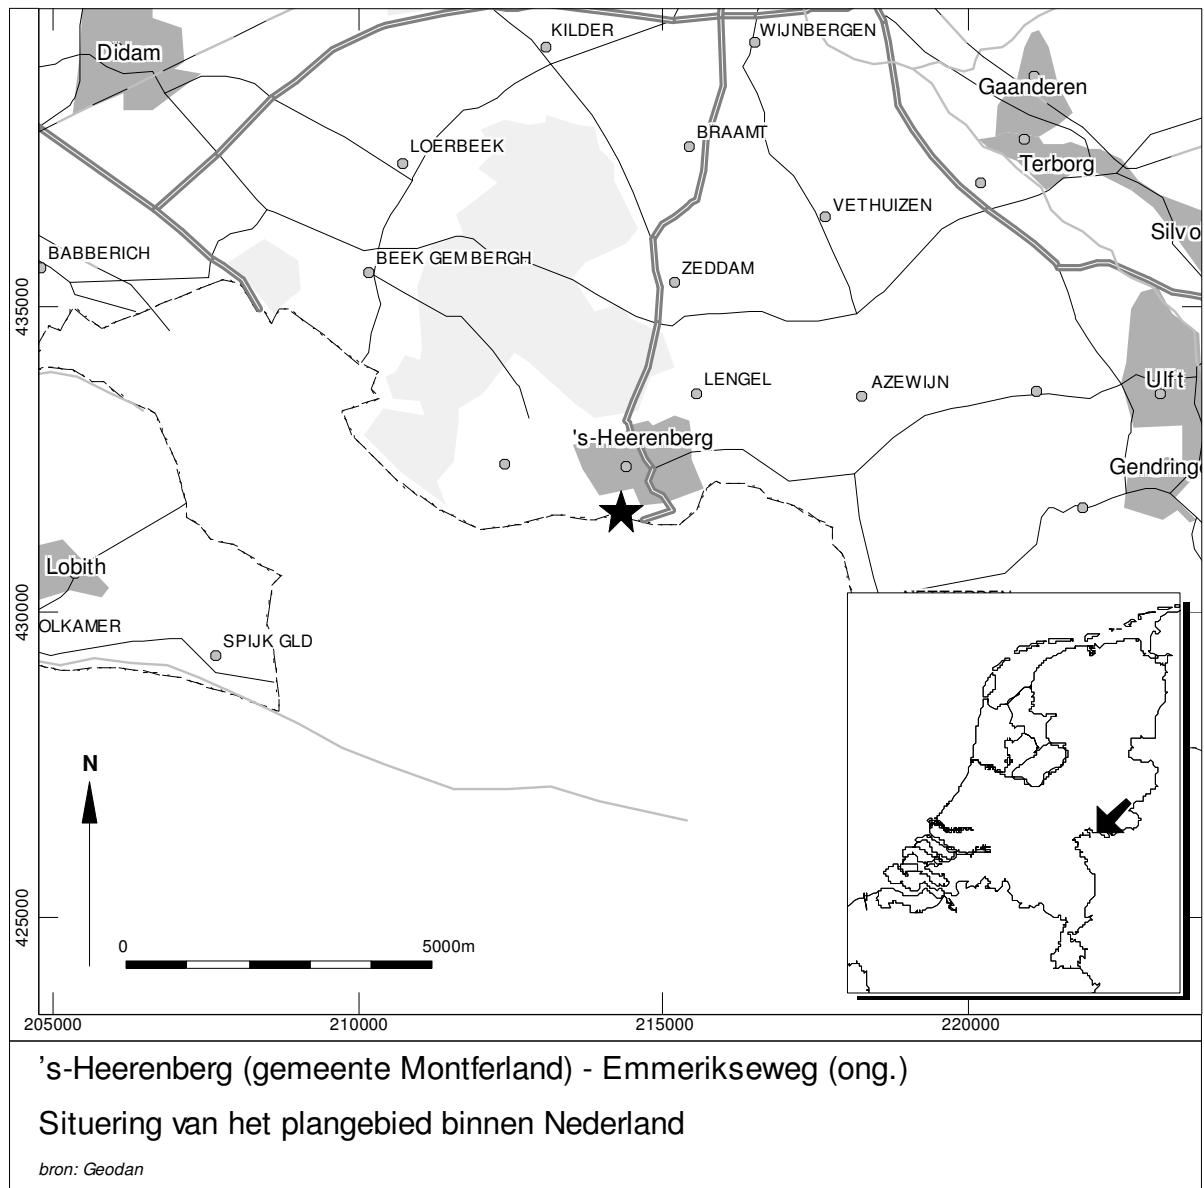 KILDER
WIJNBERGEN
Didam
Gaanderen
BRAAMT
LOERBEEK
Terborg
VETHUIZEN
Silvo
BABBERICH
BEEK GEM BERGH
ZEDDAM
435000
LENGEL
AZEWIJN
Ulft
's-Heerenberg
Gendringe
Lobith
430000
OLKAMER
SPIJK GLD
N
425000
0
5000m
205000
210000
215000
220000
's-Heerenberg (gemeente Montferland) - Emmerikseweg (ong.)
Situering van het plangebied binnen Nederland
bron: Geodan